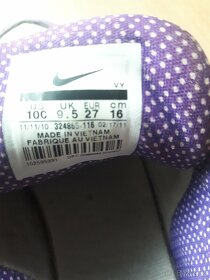 VY
US UK EUR cm
10C 9.5 27 16
11/11/10 324865-116 02/17/11
MADE IN VIETNAM
FABRIQUE AU VIETNAM